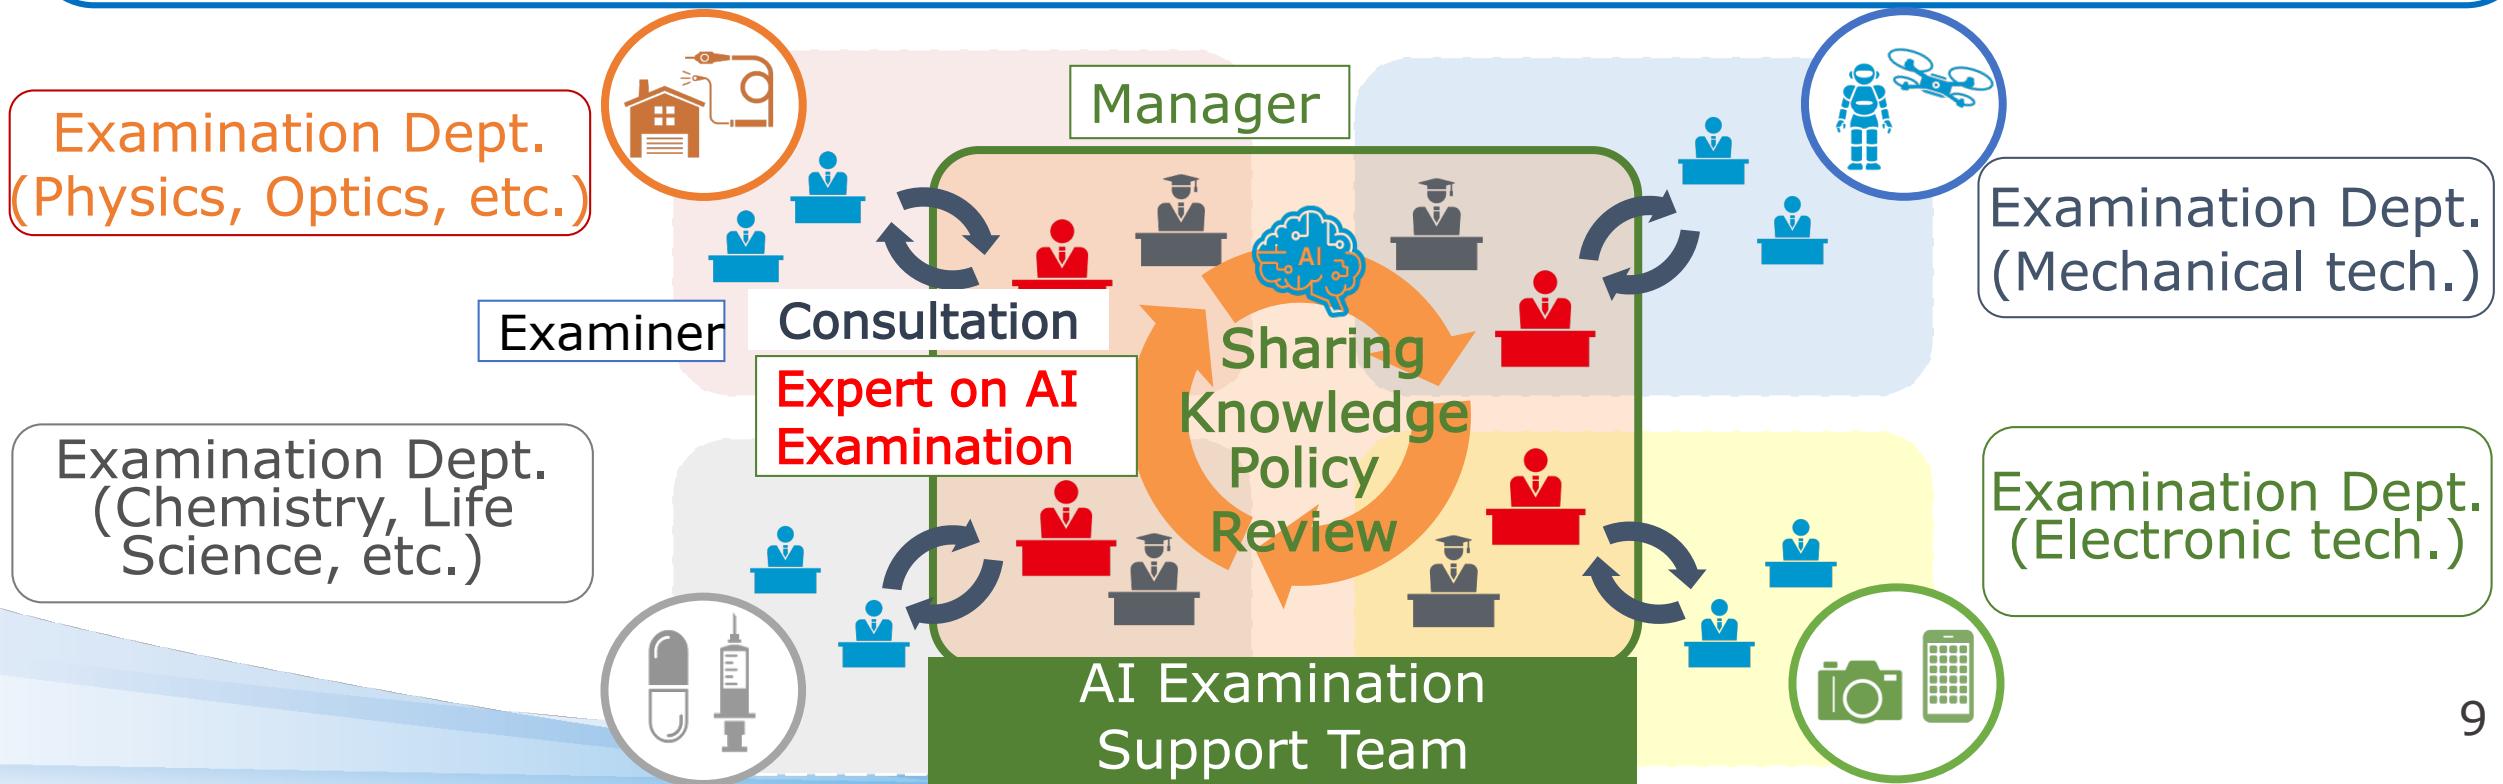 Manager
Examination Dept.
(Physics, Optics, etc.)
Examination Dept.
(Mechanical tech.)
AI
Examiner
Consultation
Expert on AI
Examination
Sharing
Knowledge
Policy
Review
Examination Dept.
(Chemistry, Life
Science, etc.)
Examination Dept.
(Electronic tech.)
AI Examination
Support Team
9